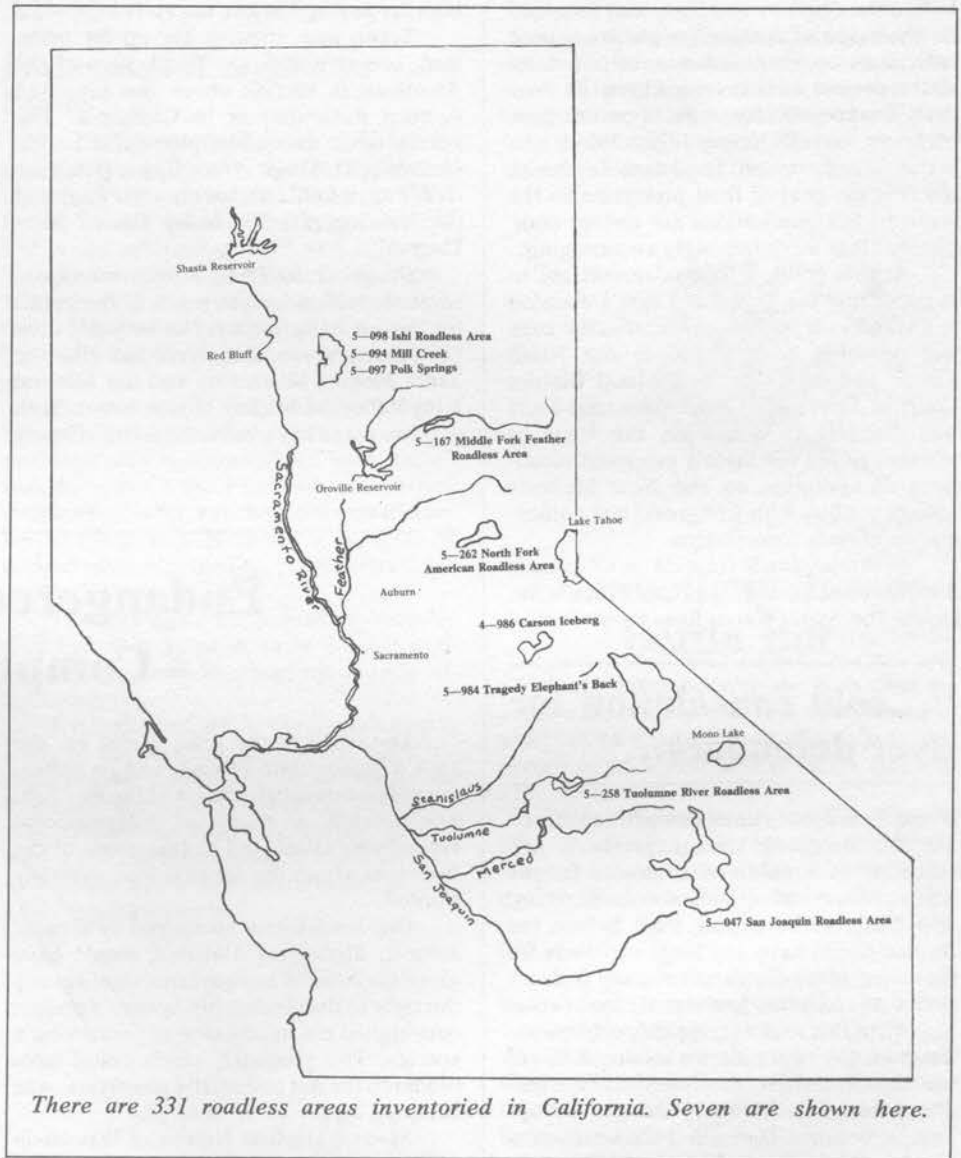 Shasta Reservoir
Red Bluff
5—098 Ishi Roadless Area
5—094 Mill Creek
5—097 Polk Springs
5—167 Middle Fork Feather
Roadless Area
Oroville Reservoir
Sacramento River
Feather
Lake Tahoe
5—262 North Fork
American Roadless Area
Auburn
Sacramento
4—986 Carson Iceberg
5—984 Tragedy Elephant's Back
Mono Lake
Stanislaus
5—258 Tuolumne River Roadless Area
Tuolumne
Merced
San Joaquin
5—047 San Joaquin Roadless Area
There are 331 roadless areas inventoried in California. Seven are shown here.